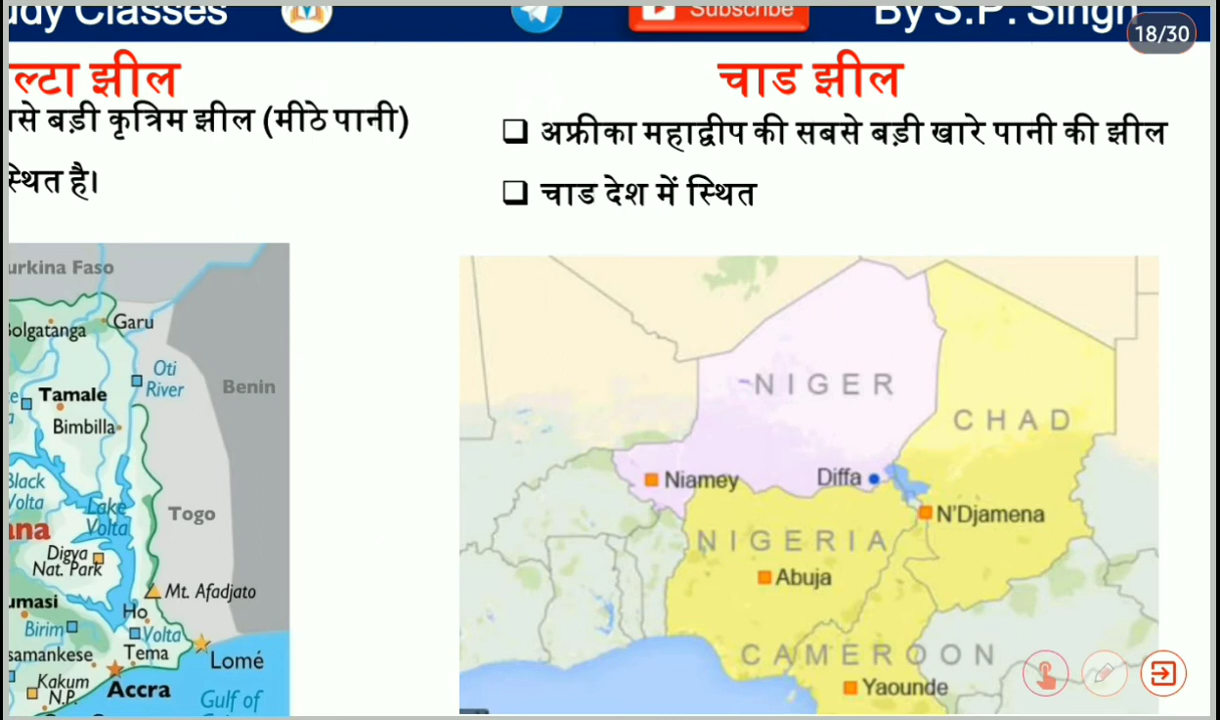 udy Classes
Subscribe
By S.P. Singh
18/30
ल्टा झील
से बड़ी कृत्रिम झील (मीठे पानी)
स्थित है।
चाड झील
❑ अफ्रीका महाद्वीप की सबसे बड़ी खारे पानी की झील
❑ चाड देश में स्थित
urkina Faso
Bolgatanga
Garu
Oti
River
Benin
Tamale
Bimbilla
Black
Volta
Lake
Volta
Togo
ana
Digya
Nat. Park
Mt. Afadjato
umasi
Ho
Birim
Volta
samankese
Tema
Lomé
Kakum
N.P.
Accra
Gulf of
NIGER
CHAD
Niamey
Diffa
N'Djamena
NIGERIA
Abuja
CAMEROON
Yaounde